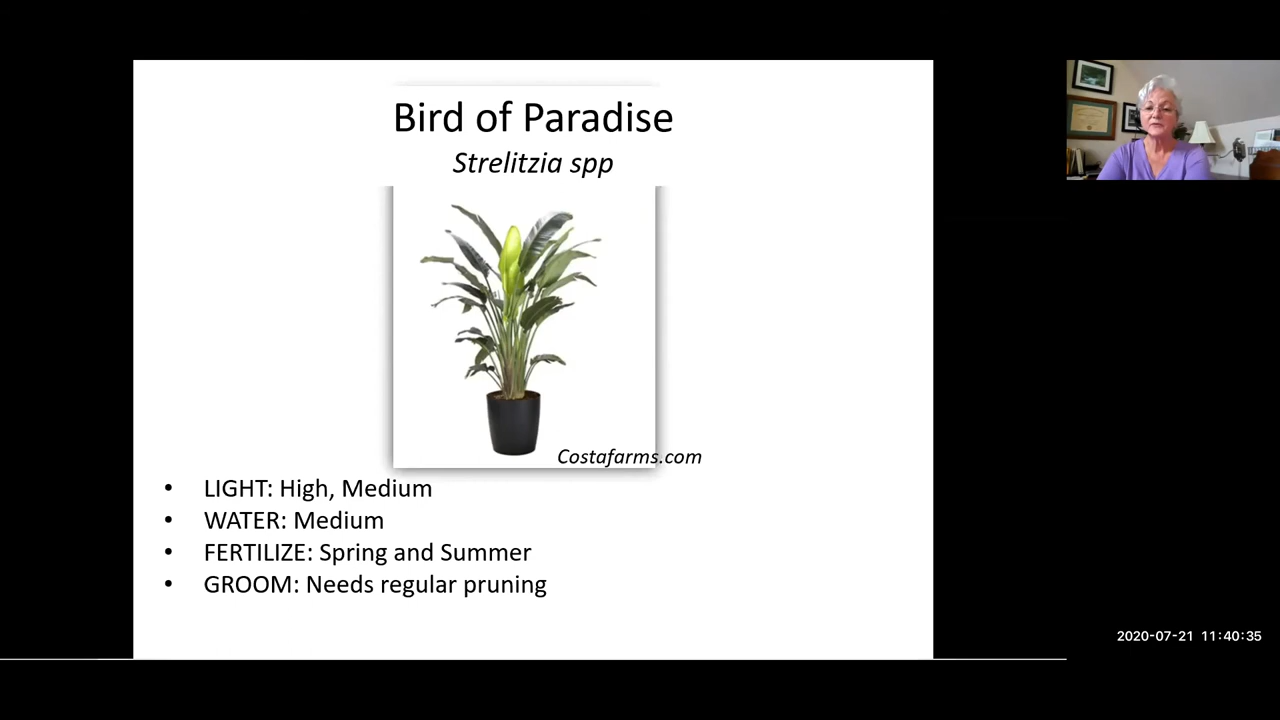 Bird of Paradise
Strelitzia spp
Costafarms.com
• LIGHT: High, Medium
• WATER: Medium
• FERTILIZE: Spring and Summer
• GROOM: Needs regular pruning
2020-07-21 11:40:35